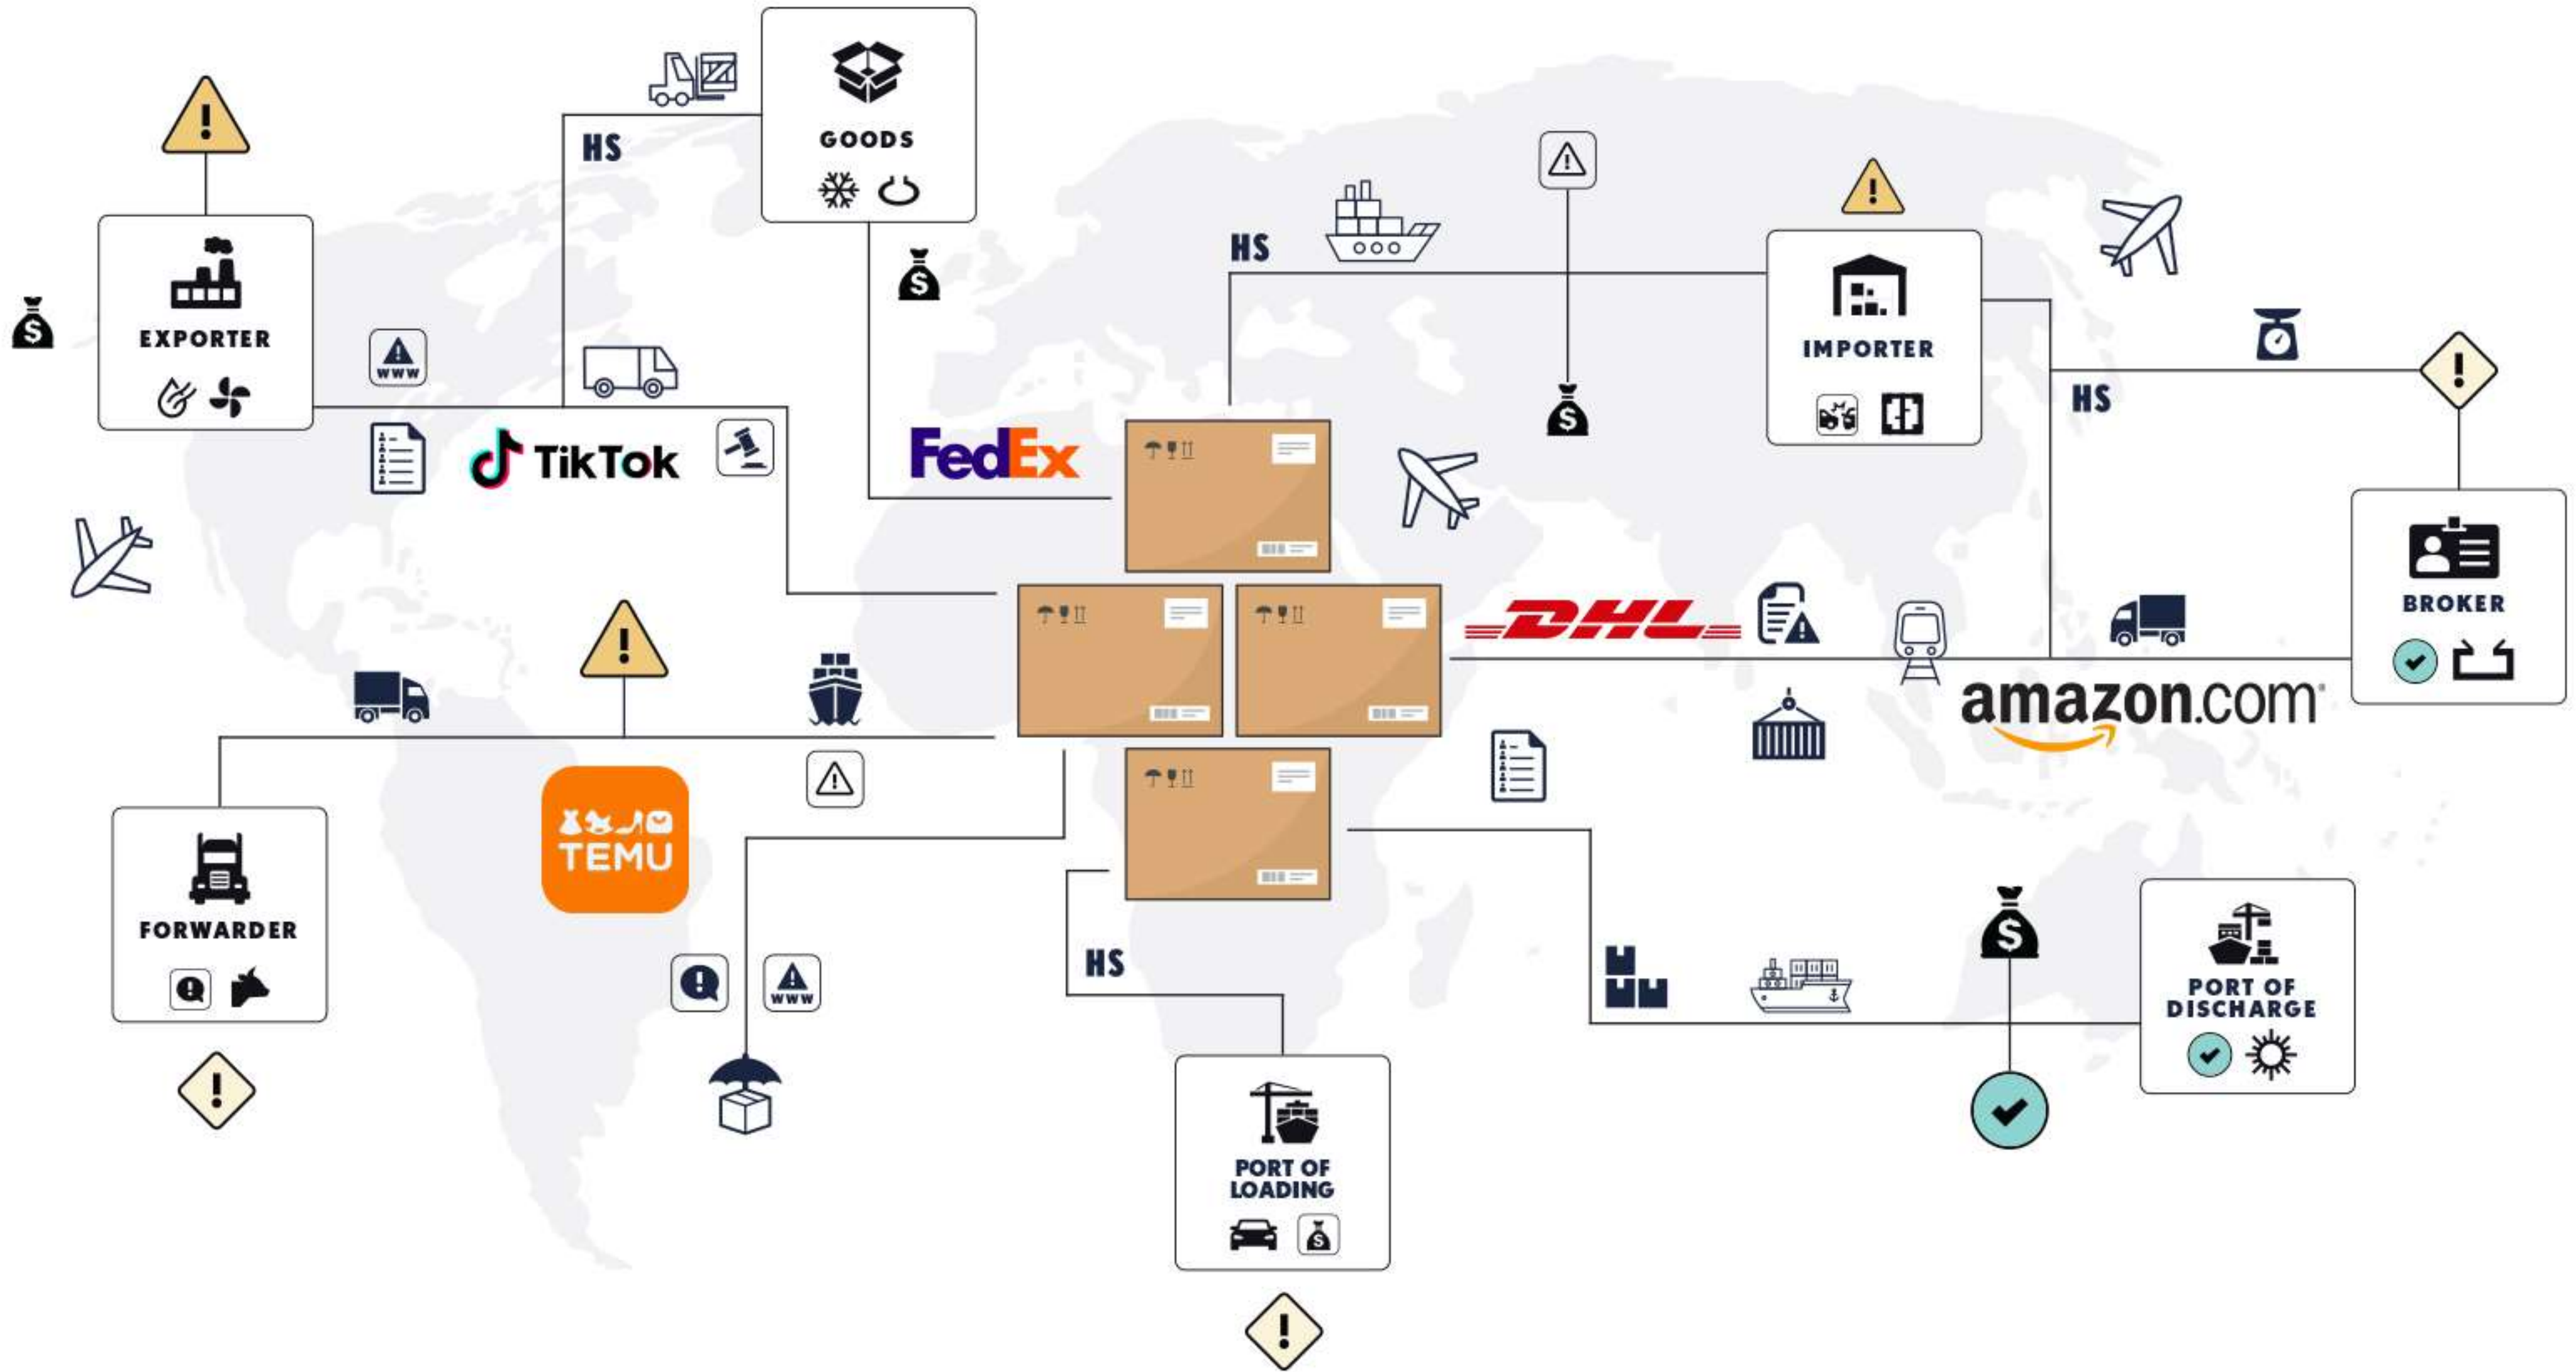 GOODS
HS
EXPORTER
WWW
TikTok
FedEx
HS
IMPORTER
HS
BROKER
DHL
amazon.com
TEMU
FORWARDER
WWW
HS
PORT OF
LOADING
PORT OF
DISCHARGE